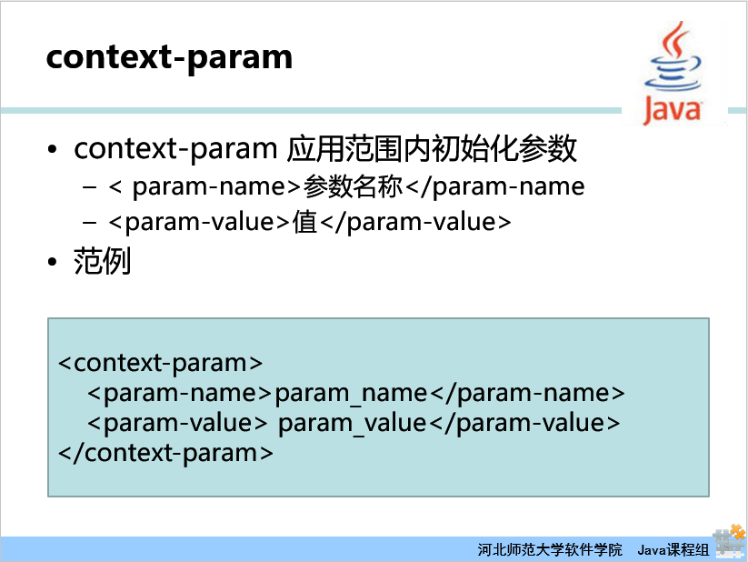 context-param
Java
• context-param 应用范围内初始化参数
– < param-name>参数名称</param-name
– <param-value>值</param-value>
• 范例
<context-param>
<param-name>param_name</param-name>
<param-value> param_value</param-value>
</context-param>
河北师范大学软件学院 Java课程组